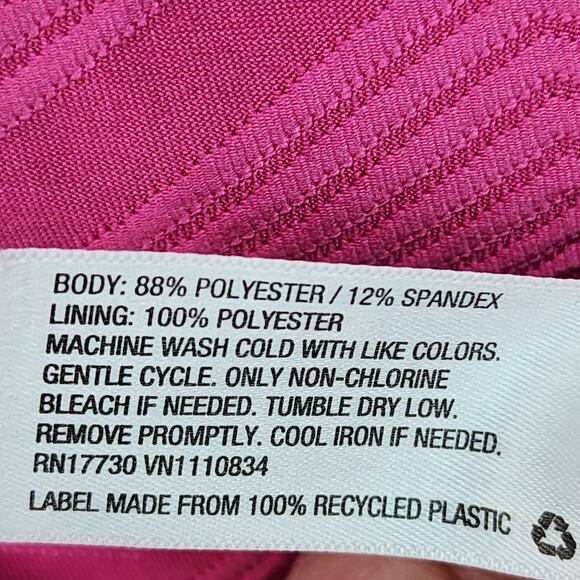 BODY: 88% POLYESTER / 12% SPANDEX
LINING: 100% POLYESTER
MACHINE WASH COLD WITH LIKE COLORS.
GENTLE CYCLE. ONLY NON-CHLORINE
BLEACH IF NEEDED. TUMBLE DRY LOW.
REMOVE PROMPTLY. COOL IRON IF NEEDED.
RN17730 VN1110834
LABEL MADE FROM 100% RECYCLED PLASTIC